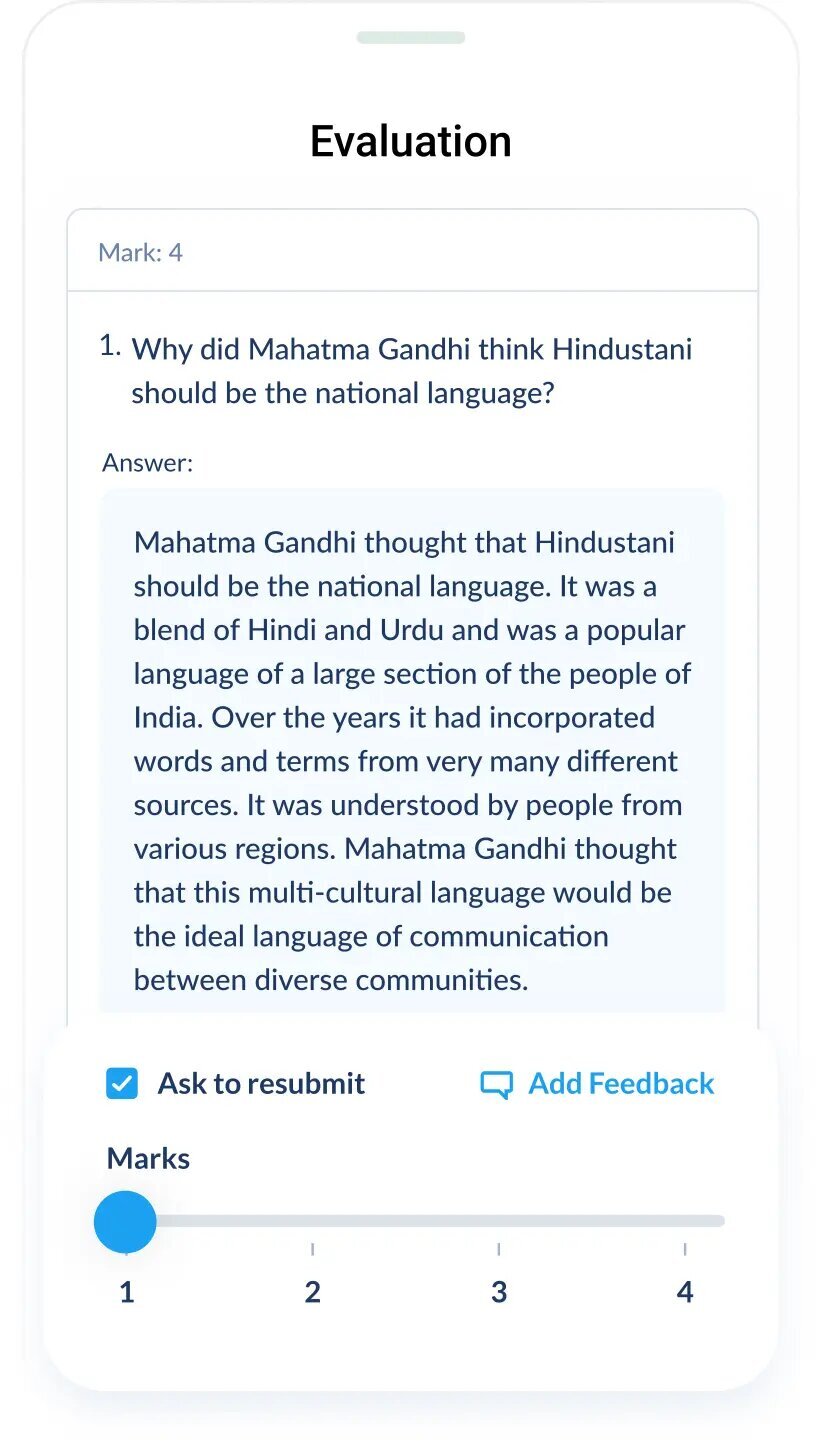 Evaluation
Mark: 4
1. Why did Mahatma Gandhi think Hindustani
should be the national language?
Answer:
Mahatma Gandhi thought that Hindustani
should be the national language. It was a
blend of Hindi and Urdu and was a popular
language of a large section of the people of
India. Over the years it had incorporated
words and terms from very many different
sources. It was understood by people from
various regions. Mahatma Gandhi thought
that this multi-cultural language would be
the ideal language of communication
between diverse communities.
Ask to resubmit Add Feedback
Marks
1 2 3 4